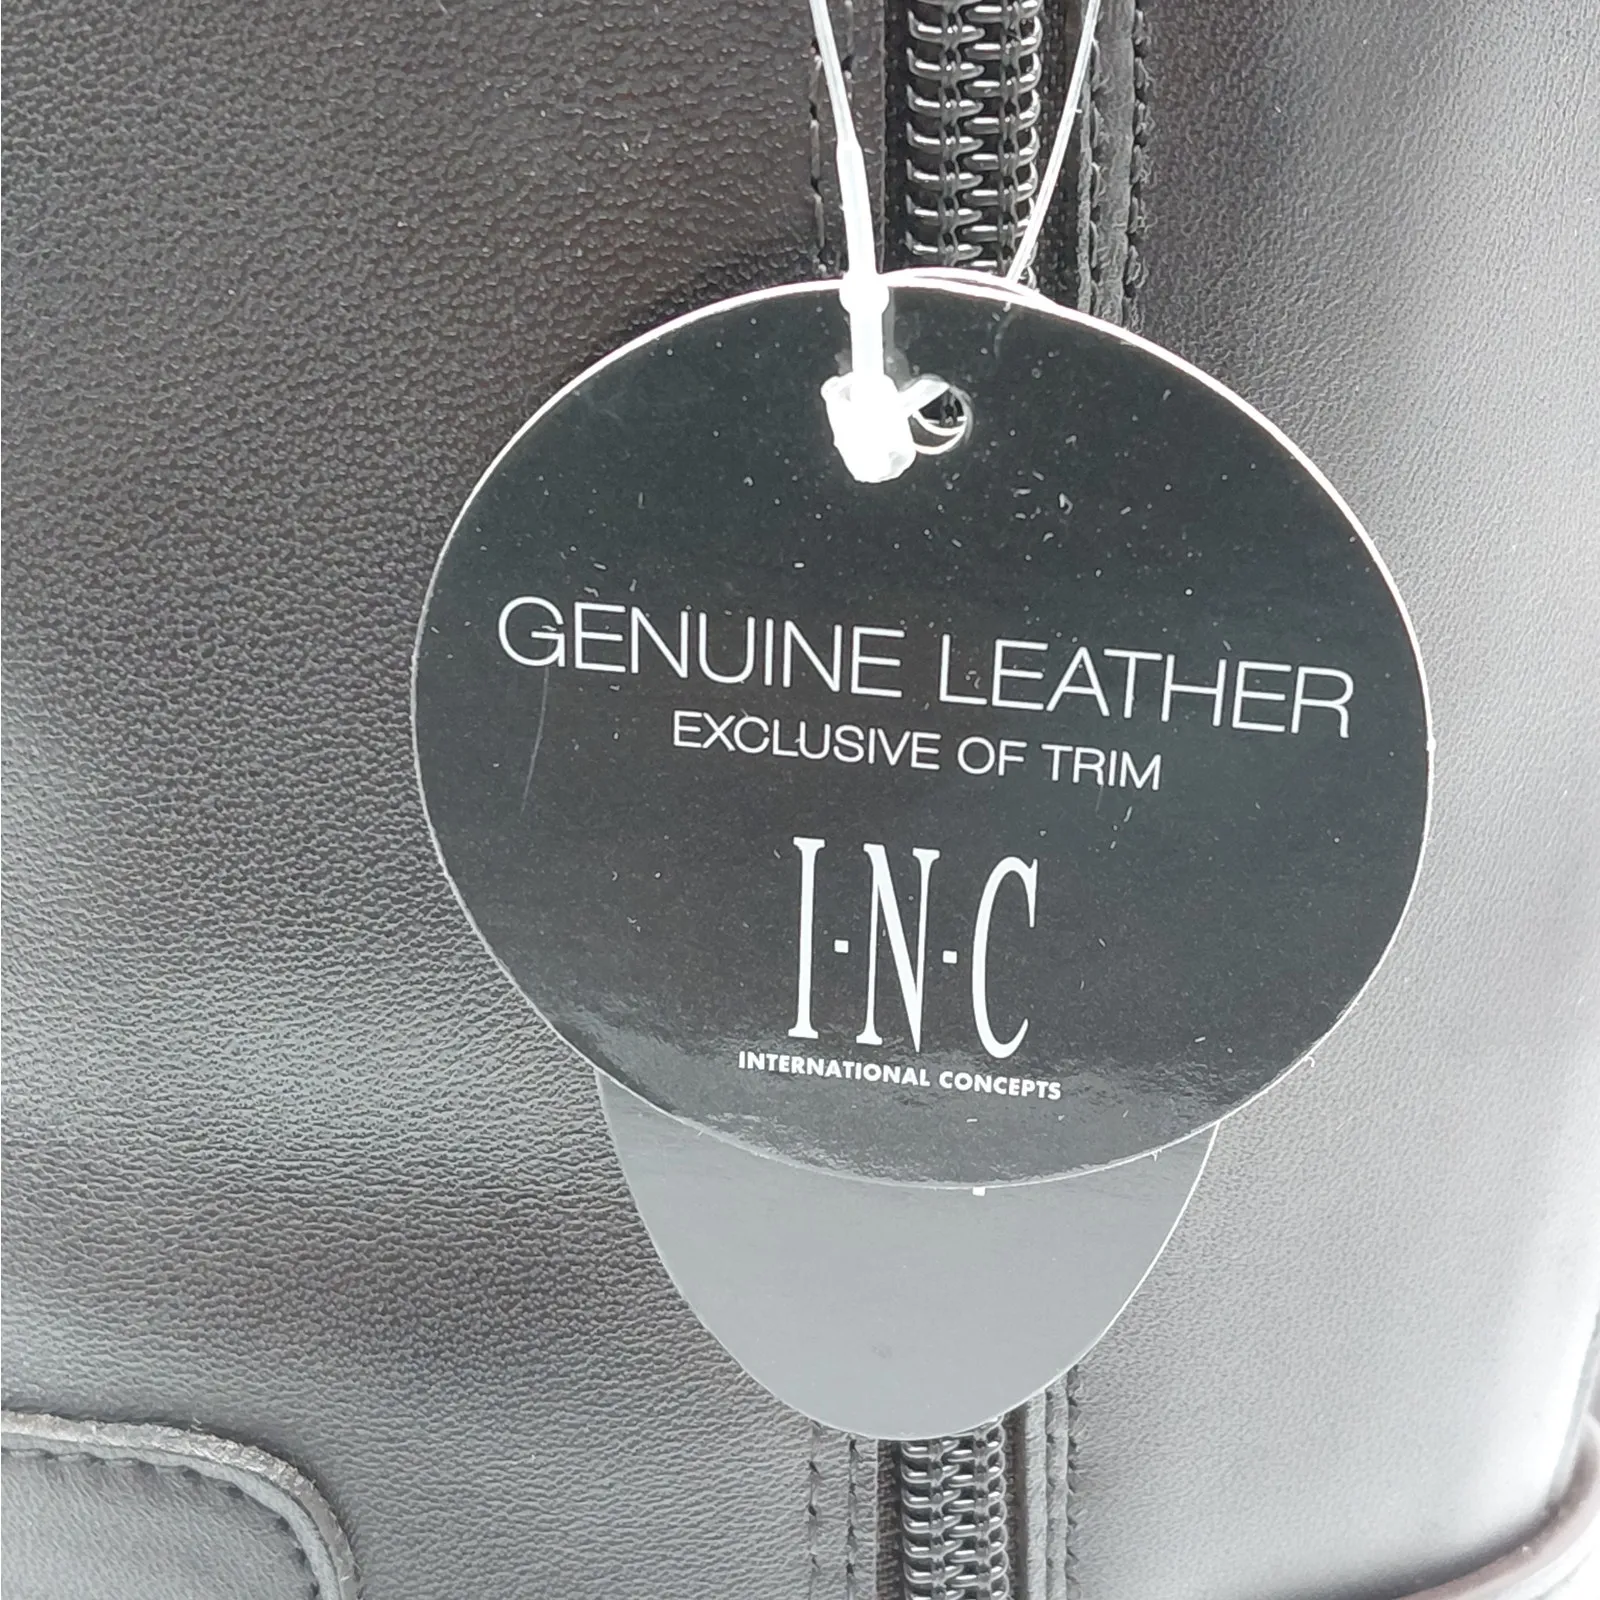 GENUINE LEATHER
EXCLUSIVE OF TRIM
I·N·C
INTERNATIONAL CONCEPTS